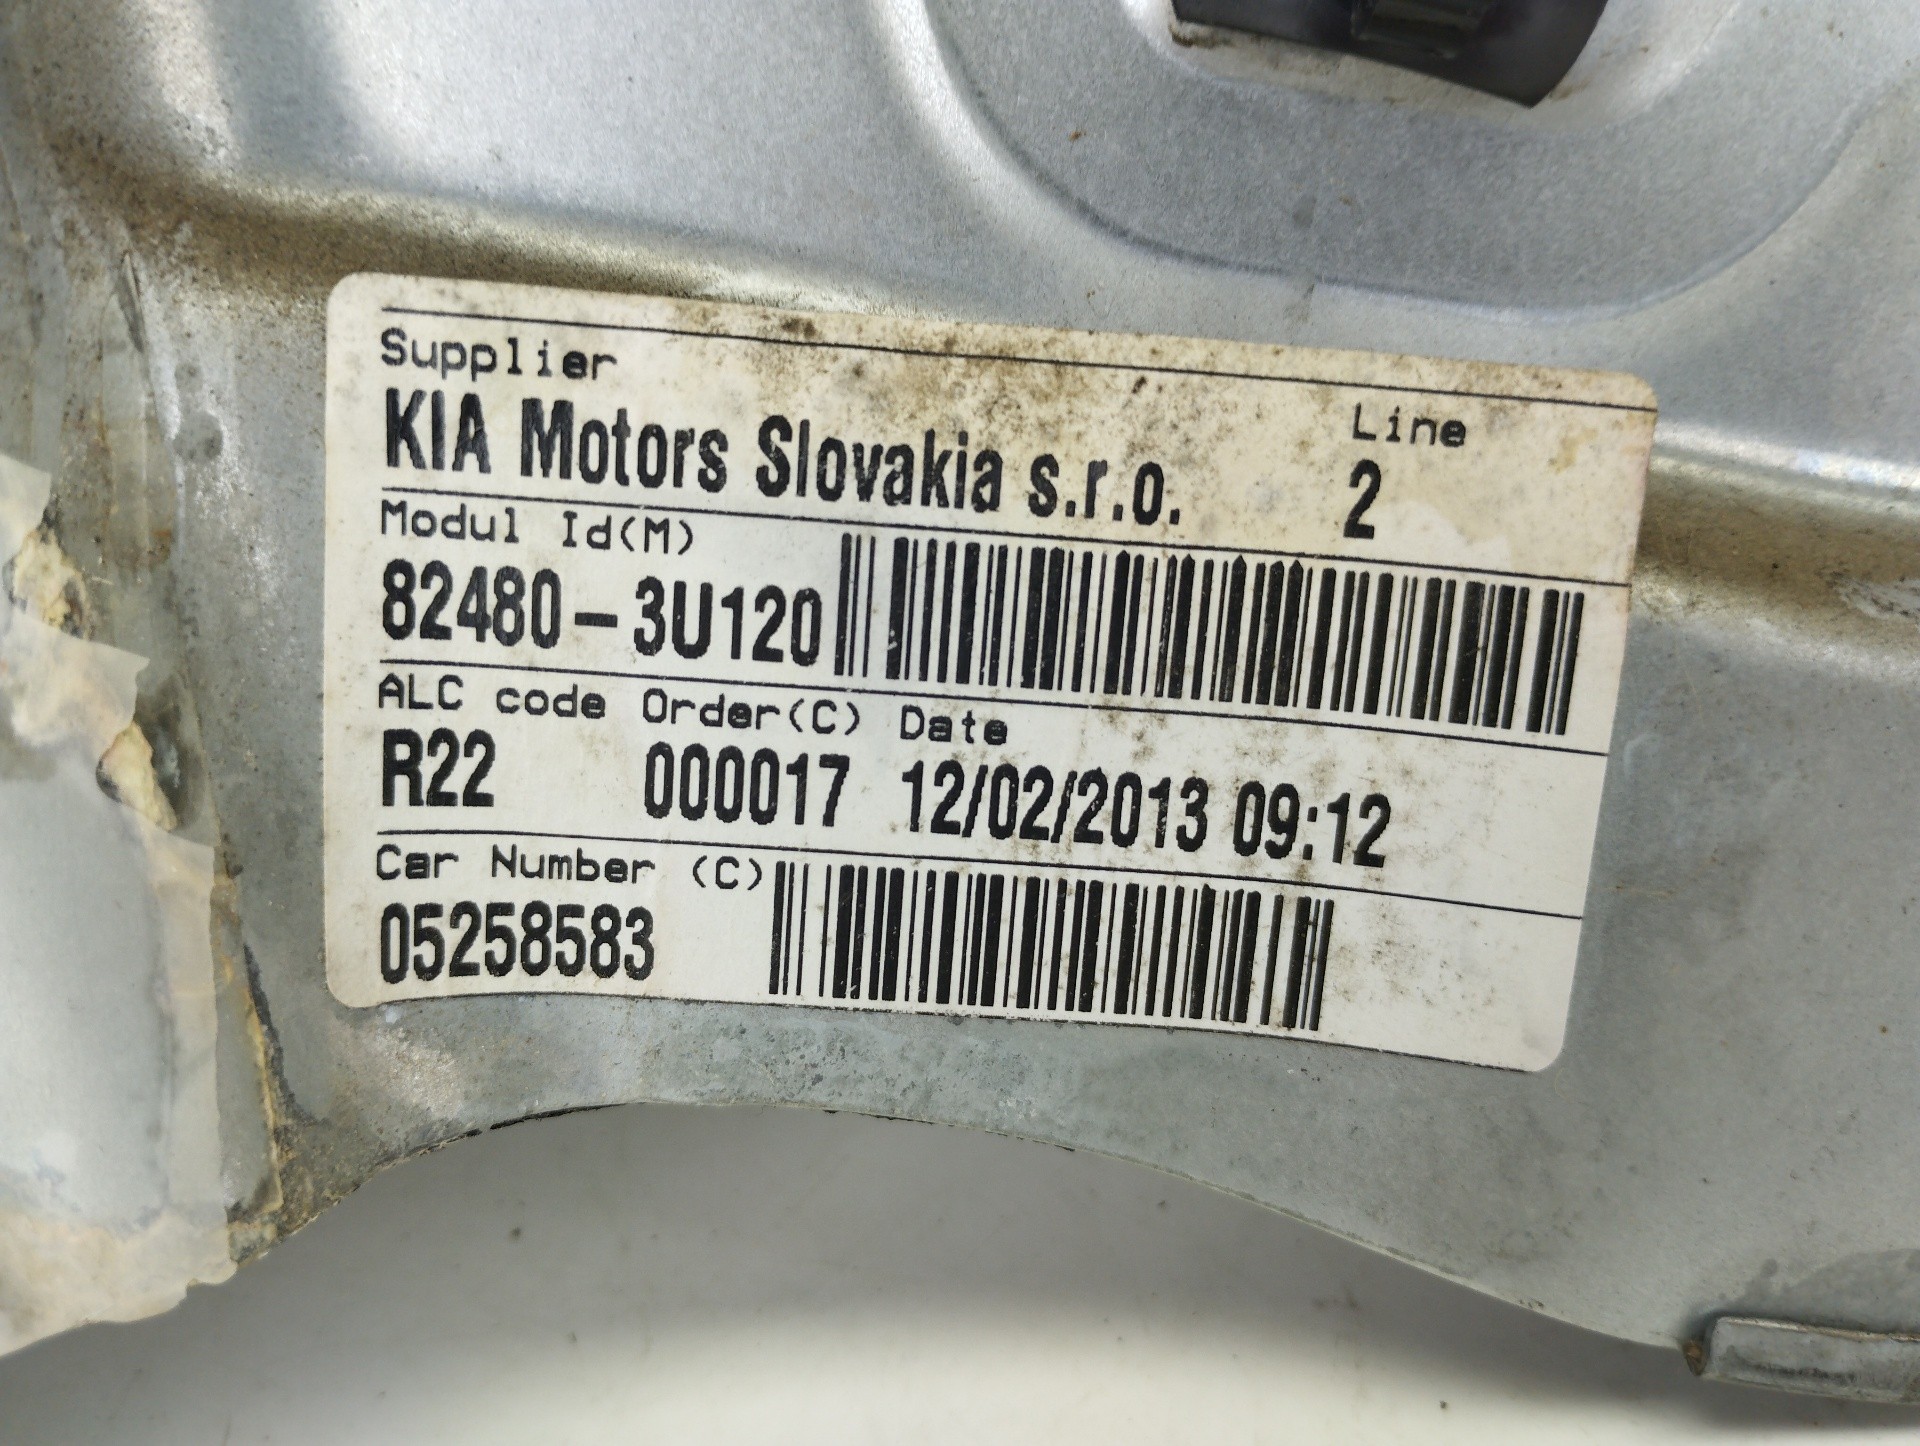 Supplier
Line
KIA Motors Slovakia s.r.o. 2
Modul Id(M)
82480-3U120
ALC code Order(C) Date
R22 000017 12/02/2013 09:12
Car Number (C)
05258583